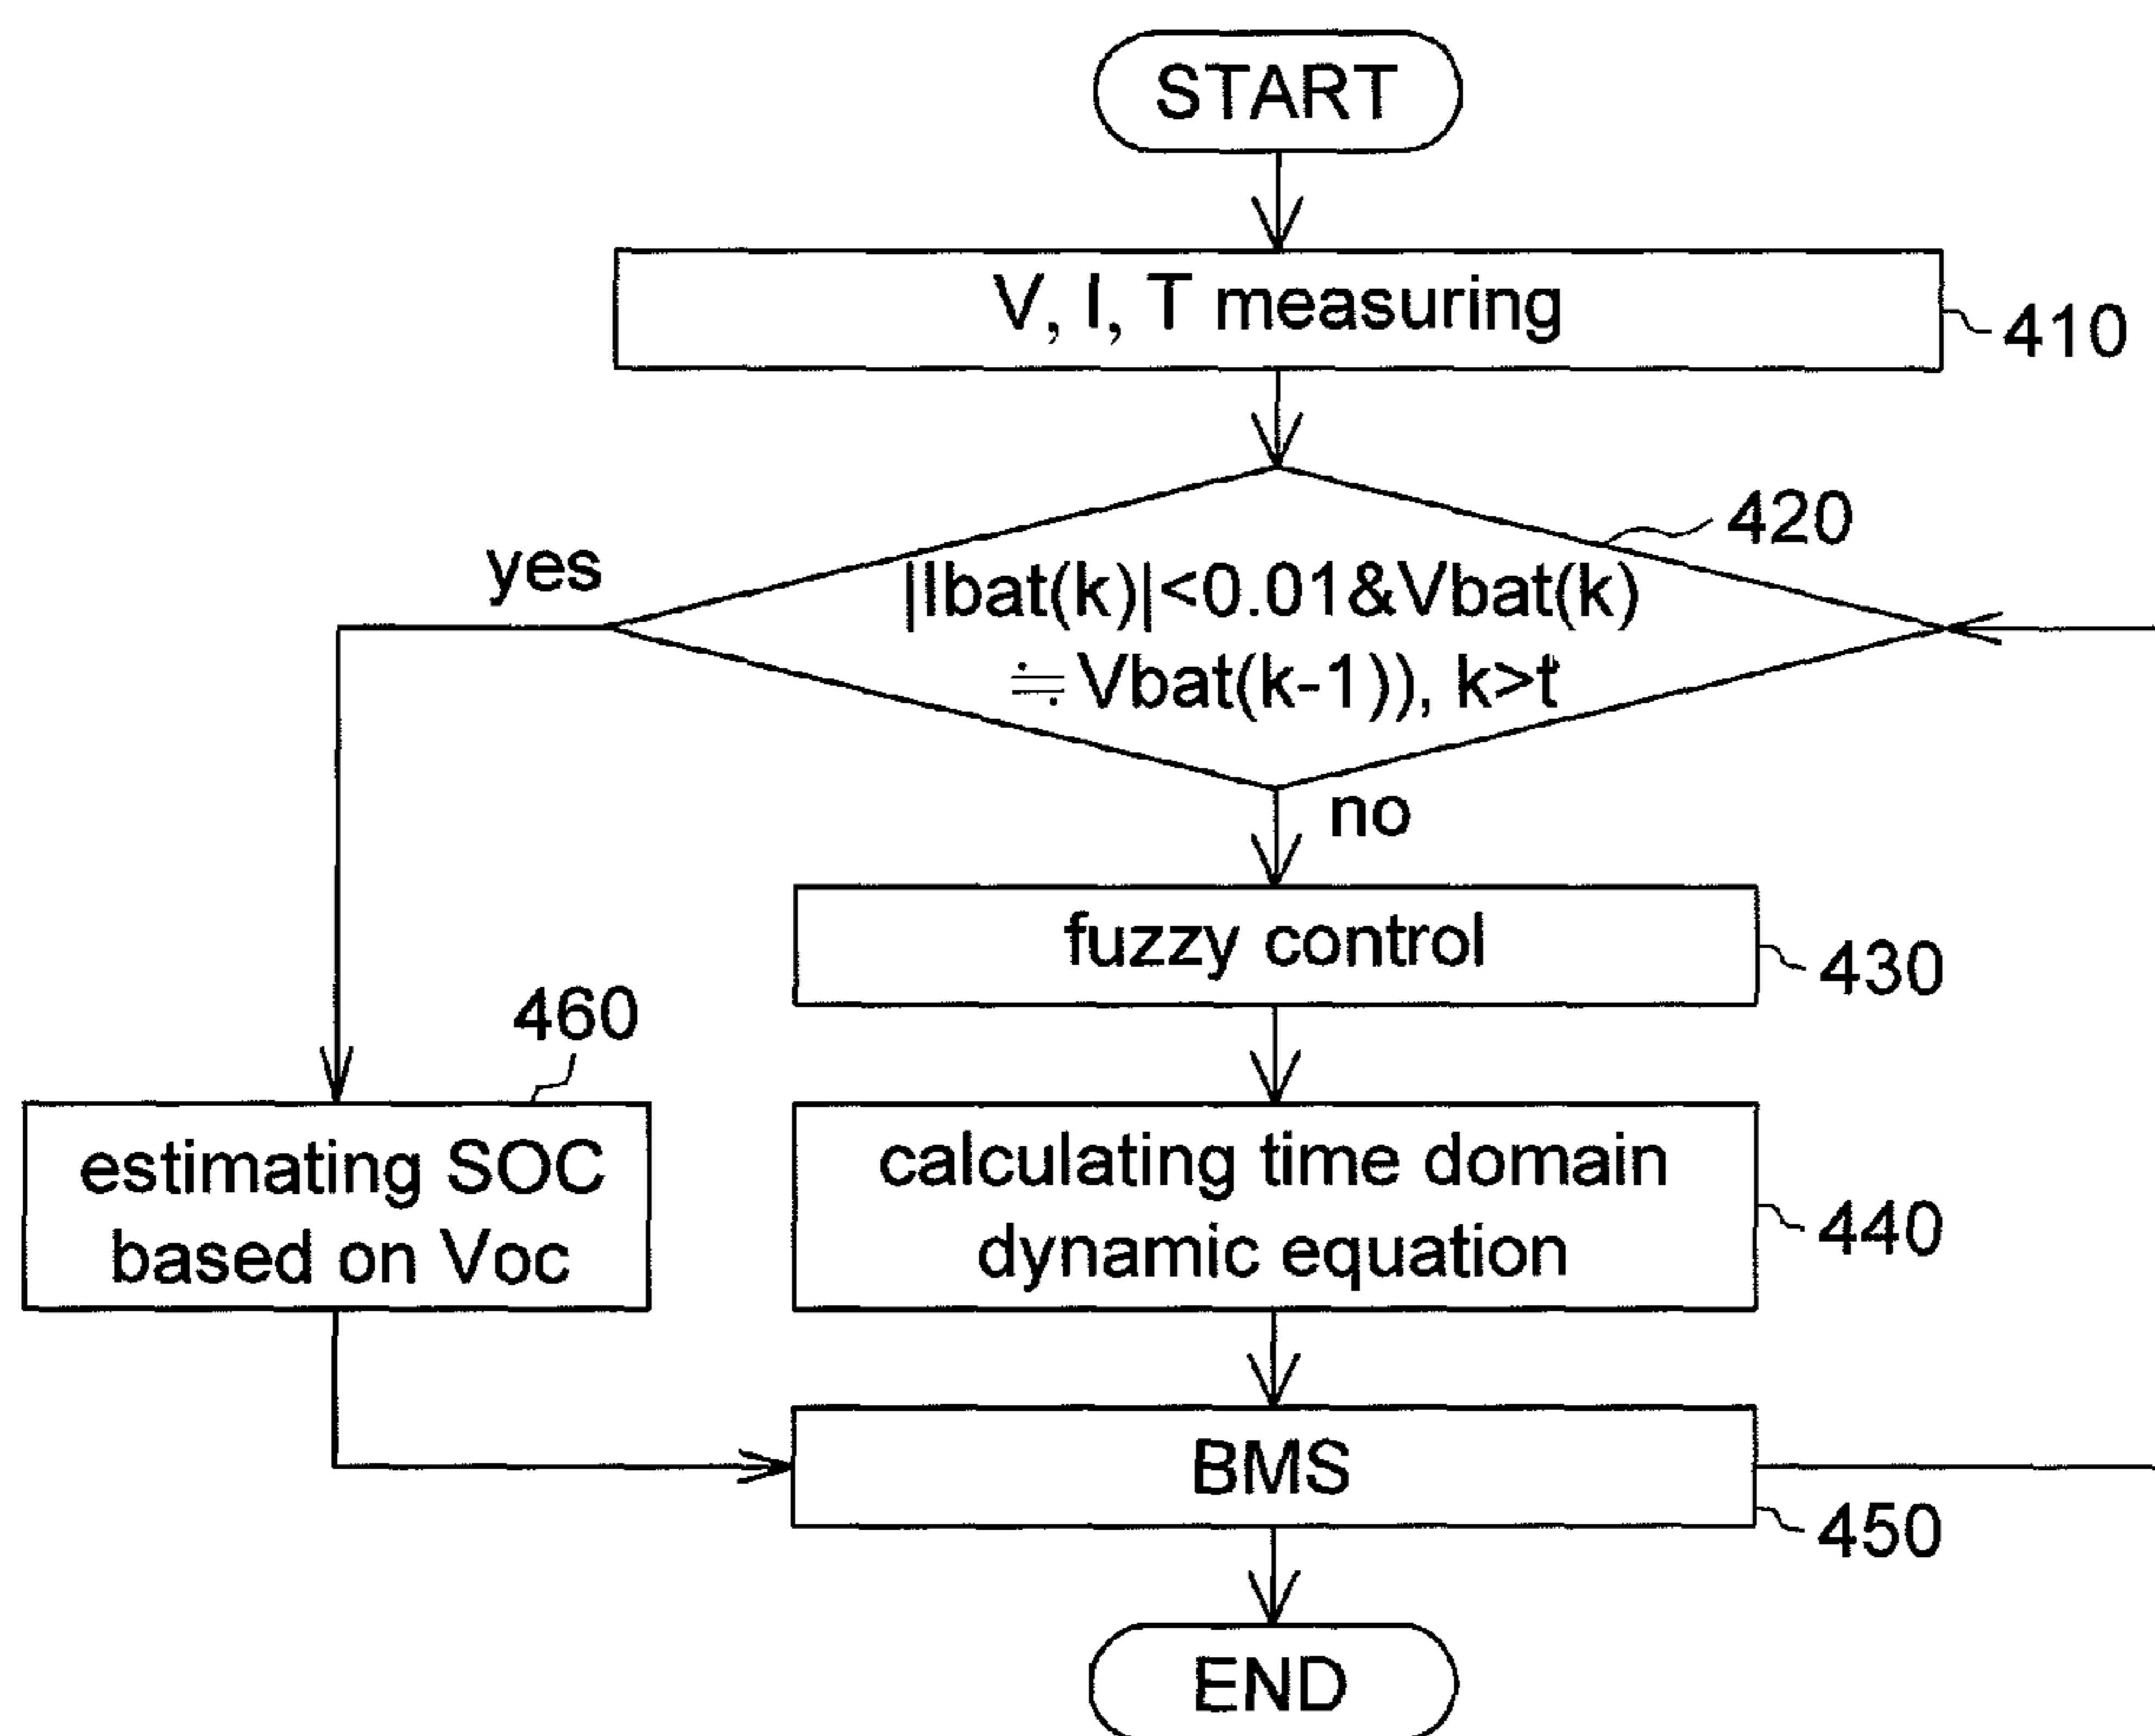 START
V, I, T measuring
410
420
yes
|Ibat(k)|<0.01&Vbat(k)
≒Vbat(k-1)), k>t
no
fuzzy control
430
460
estimating SOC
based on Voc
calculating time domain
dynamic equation
440
BMS
450
END